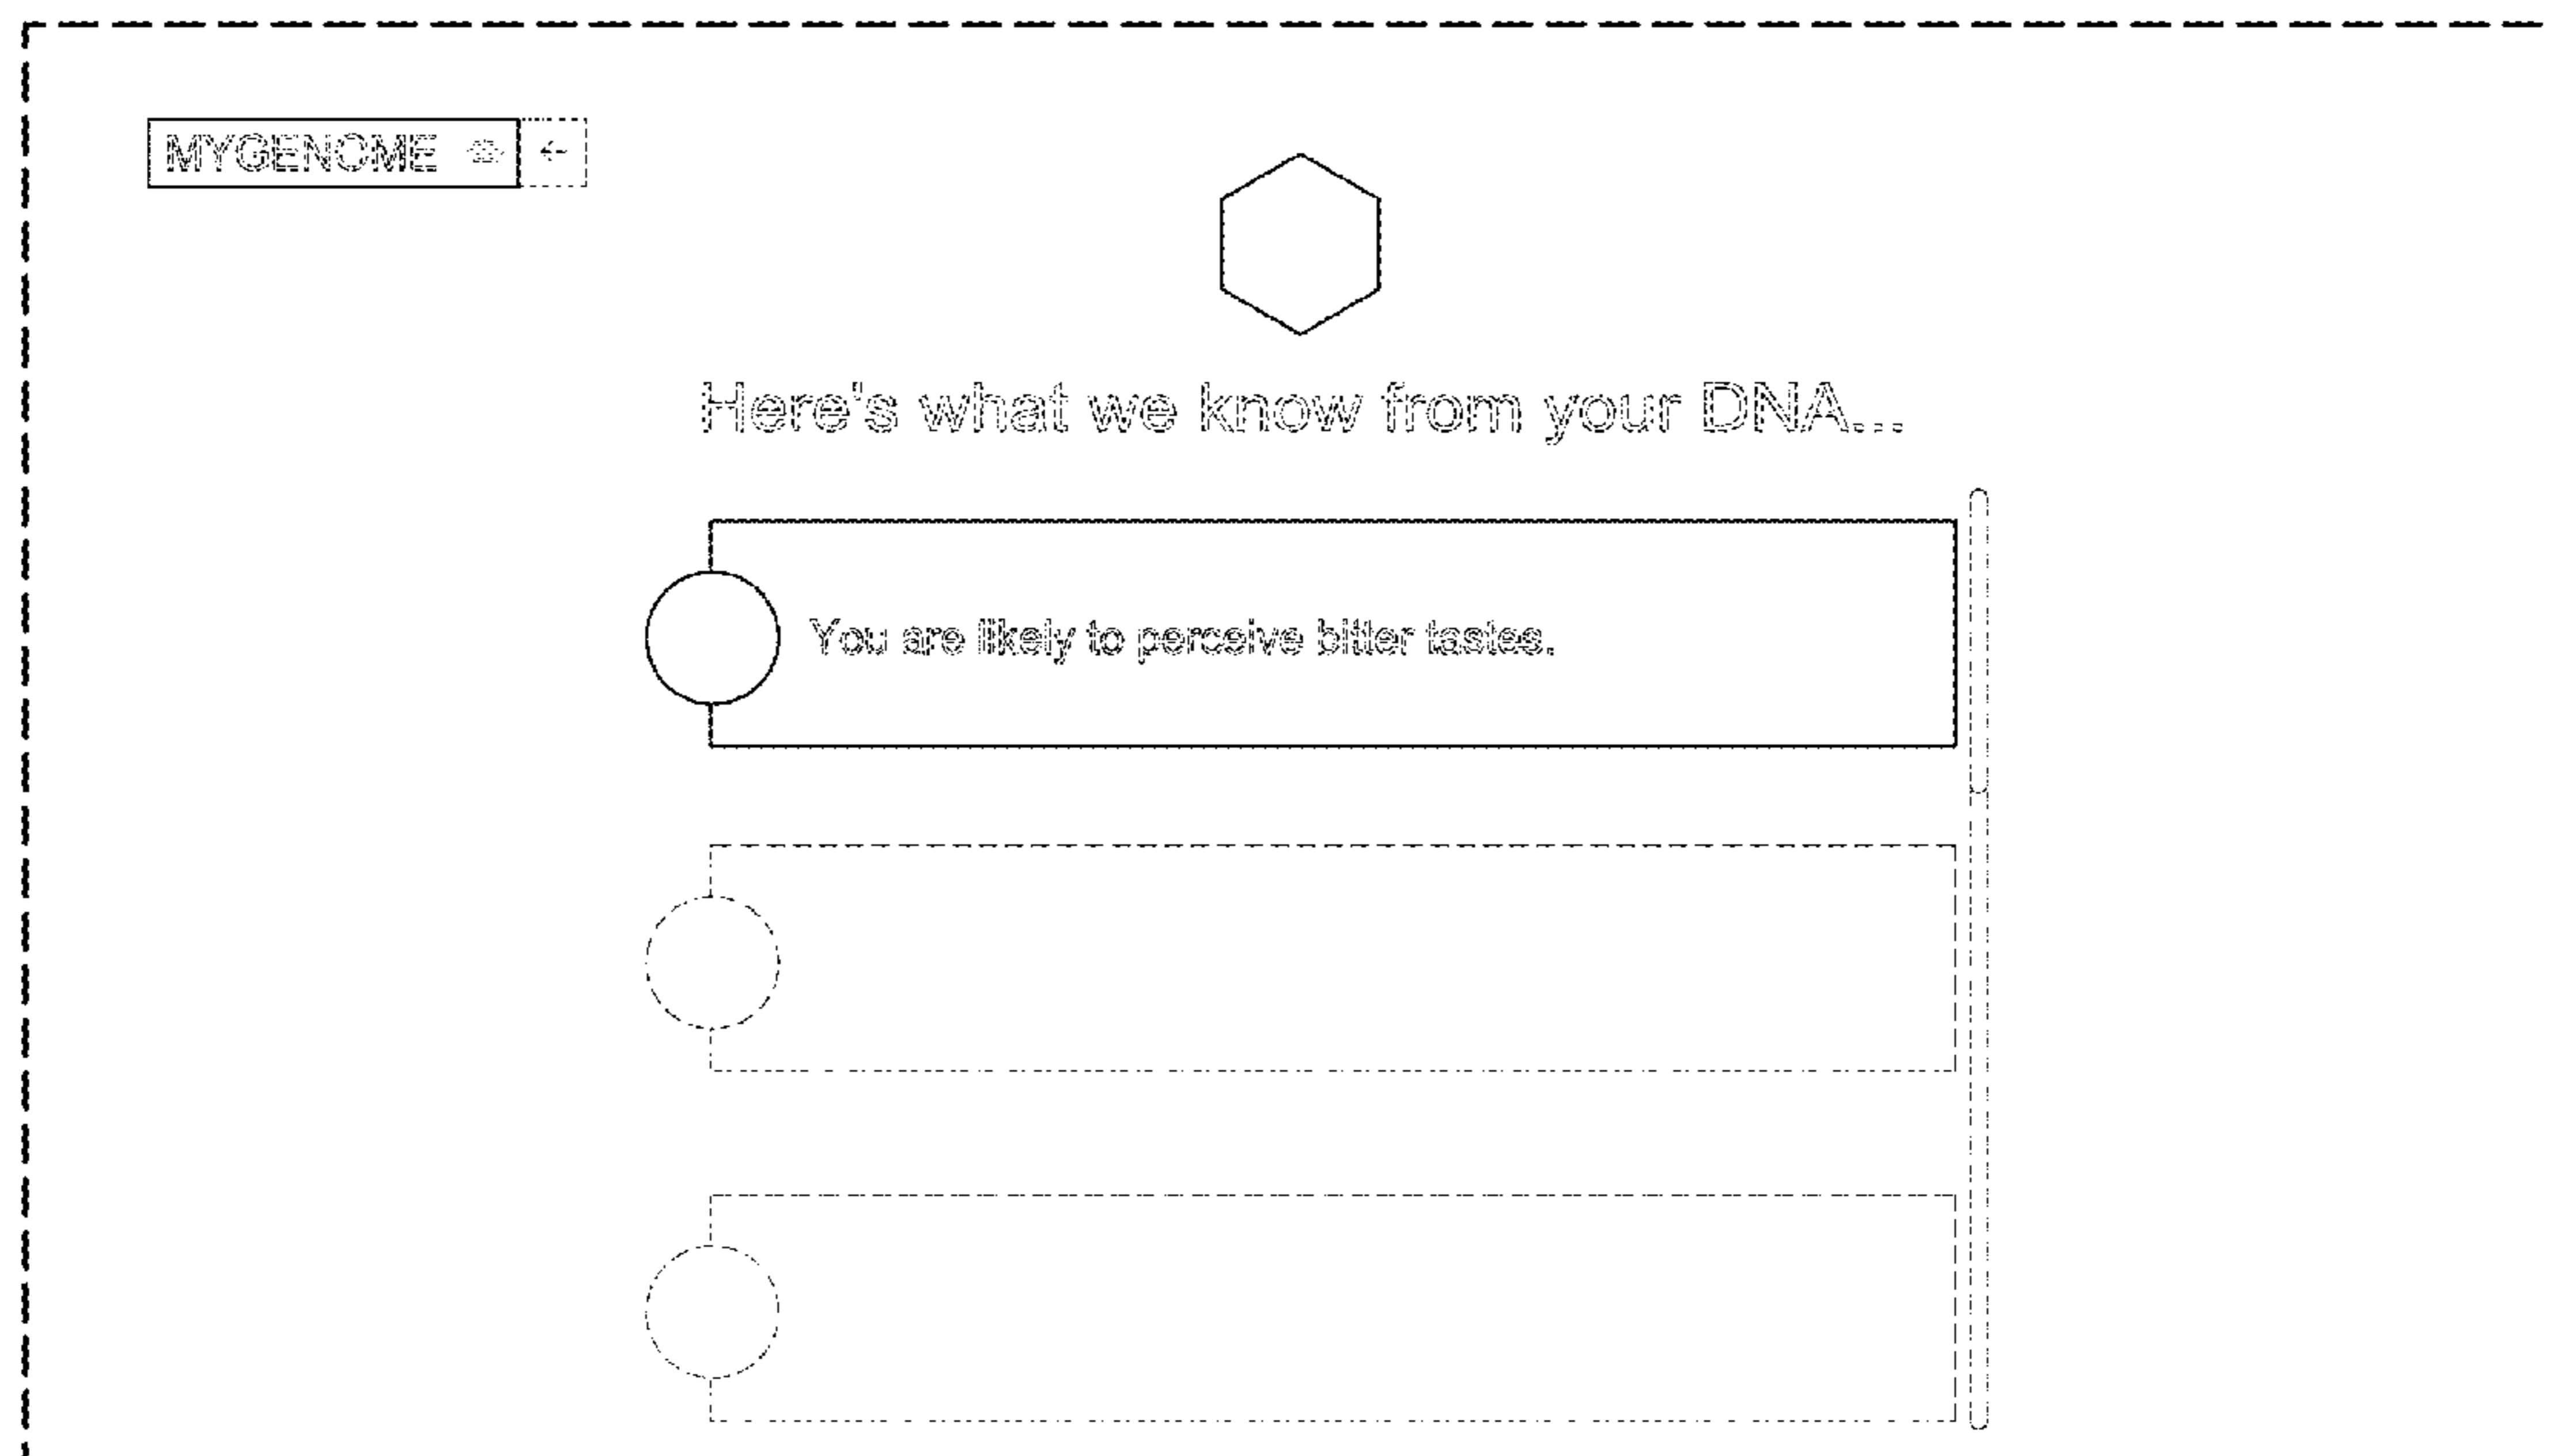 MYGENOME
Here's what we know from your DNA...
You are likely to perceive bitter tastes.